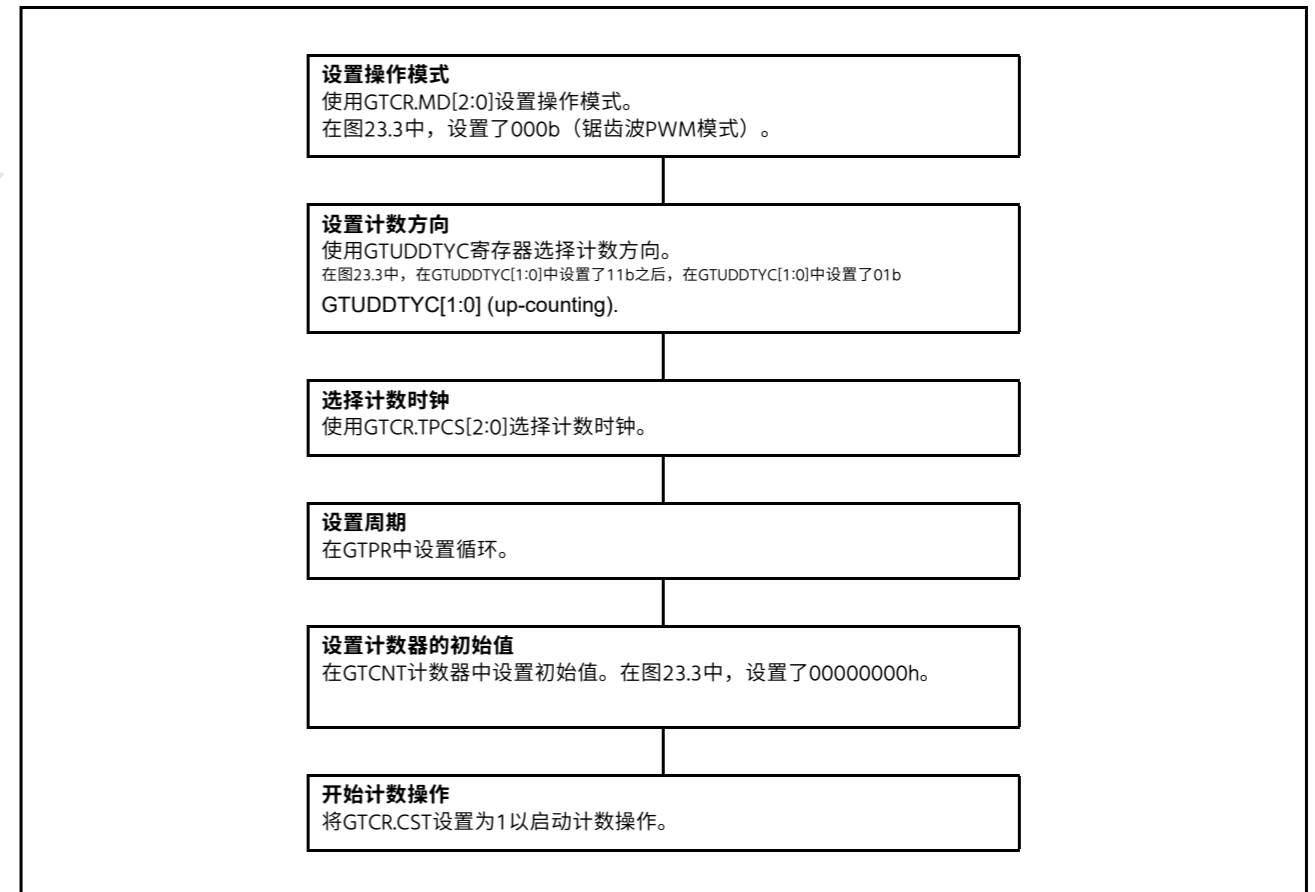 设置操作模式
使用GTCR.MD[2:0]设置操作模式。
在图23.3中，设置了000b（锯齿波PWM模式）。
设置计数方向
使用GTUDDTYC寄存器选择计数方向。
在图23.3中，在GTUDDTYC[1:0]中设置了11b之后，在GTUDDTYC[1:0]中设置了01b
GTUDDTYC[1:0] (up-counting).
选择计数时钟
使用GTCR.TPCS[2:0]选择计数时钟。
设置周期
在GTPR中设置循环。
设置计数器的初始值
在GTCNT计数器中设置初始值。在图23.3中，设置了00000000h。
开始计数操作
将GTCR.CST设置为1以启动计数操作。